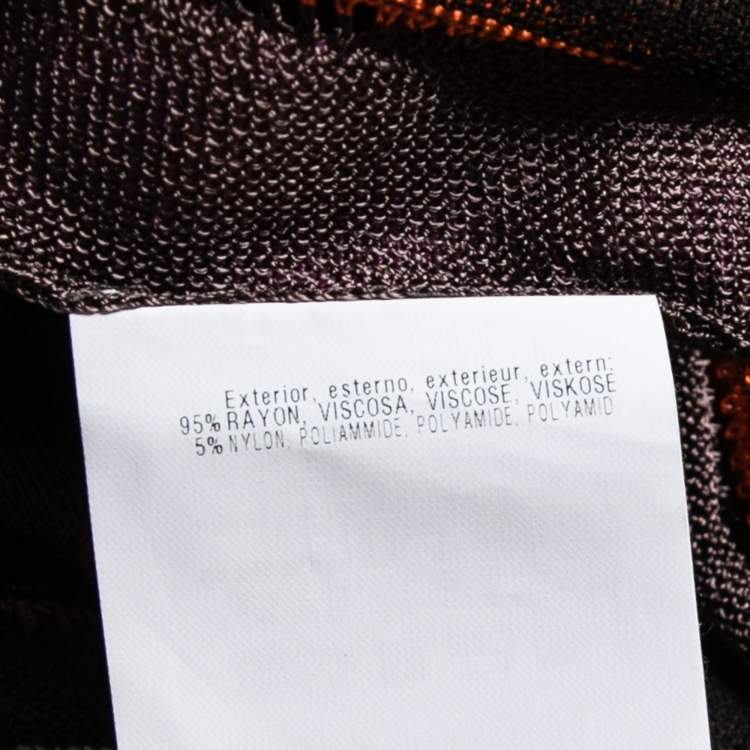 Exterior, esterno, exterieur, extern:
95% RAYON, VISCOSA, VISCOSE, VISKOSE
5% NYLON, POLIAMMIDE, POLYAMIDE, POLYAMID